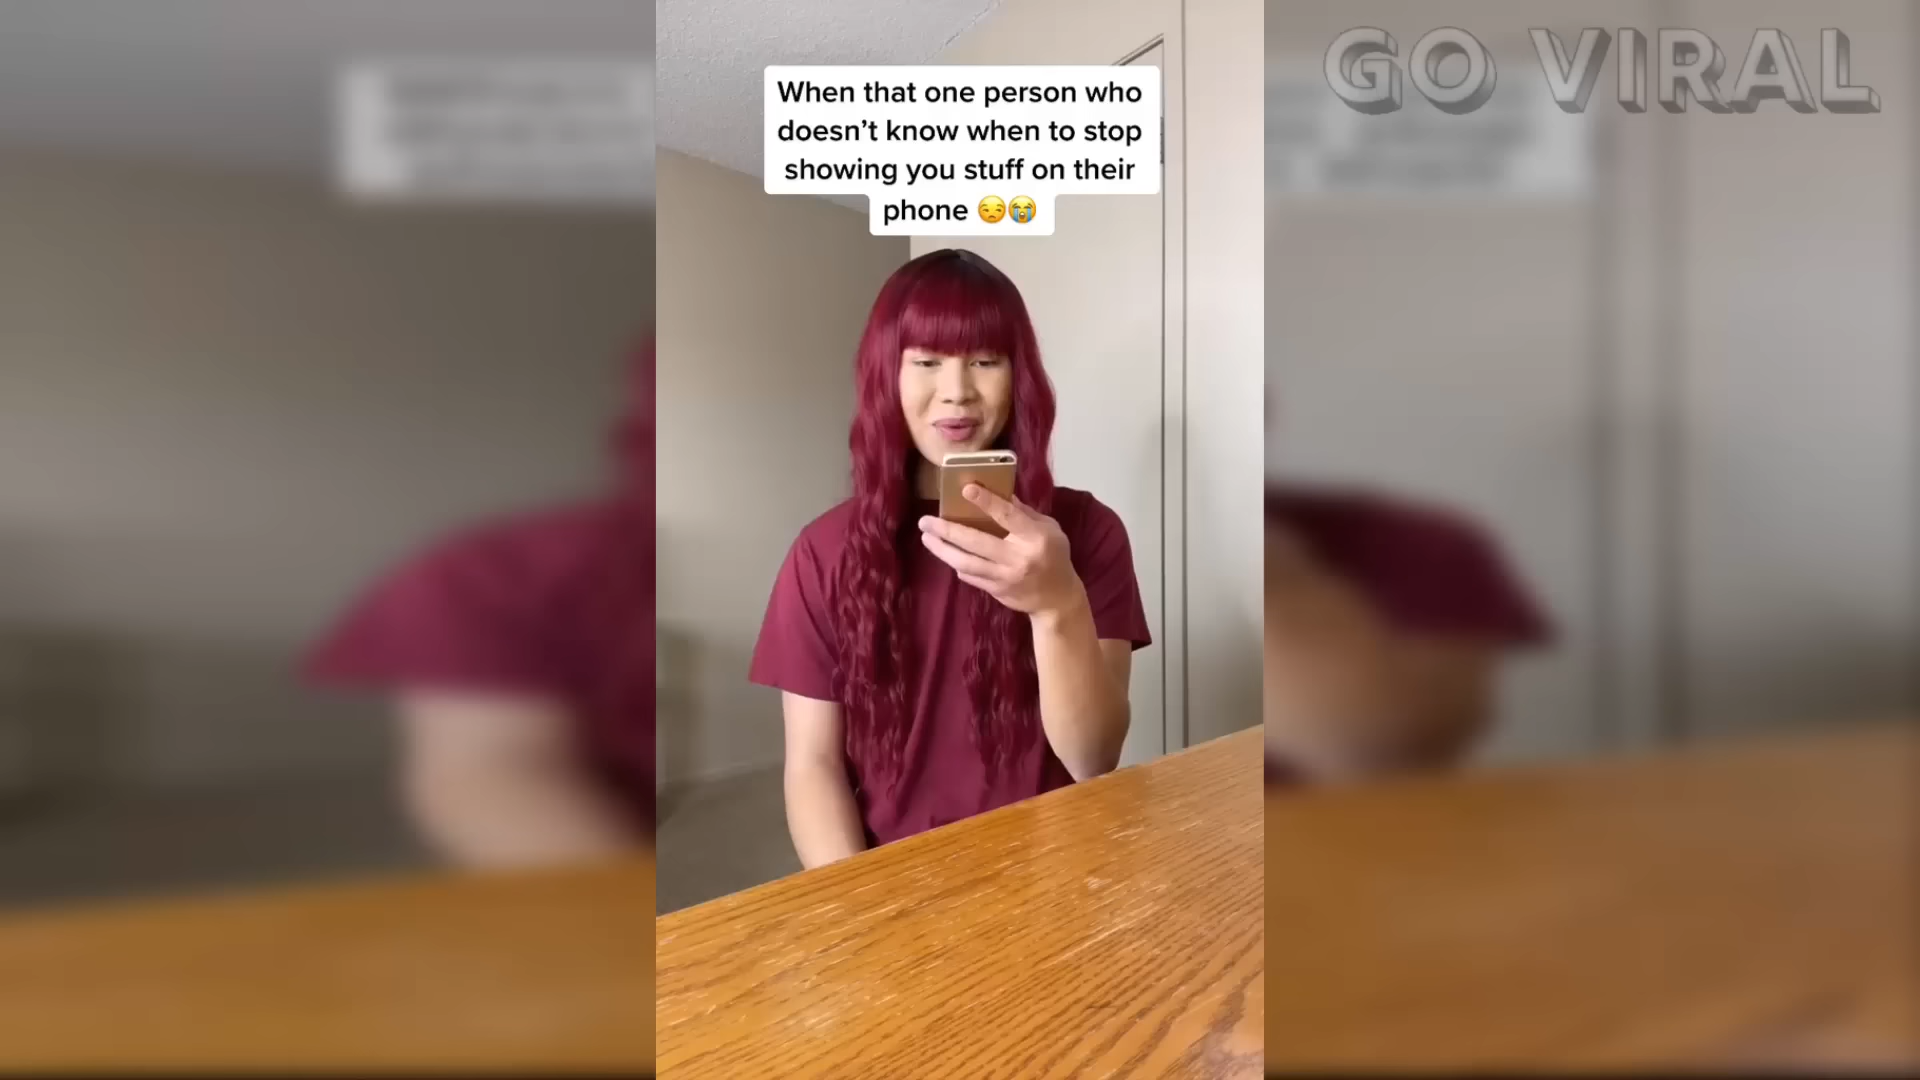 GO VIRAL
When that one person who
doesn’t know when to stop
showing you stuff on their
phone 😒😭